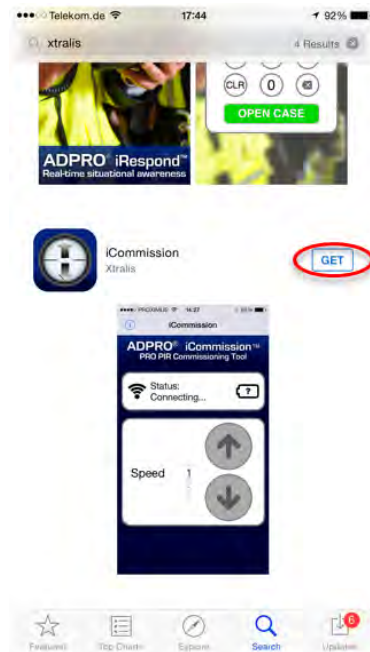 Telekom.de 17:44 92%
xtralis 4 Results
CLR 0
OPEN CASE
ADPRO® iRespond™
Real-time situational awareness
iCommission
Xtralis
GET
PROXIMUS 14:27
iCommission
ADPRO® iCommission™
PRO PIR Commissioning Tool
Status:
Connecting... ?
Speed 1
6
Featured Top Charts Explore Search Updates